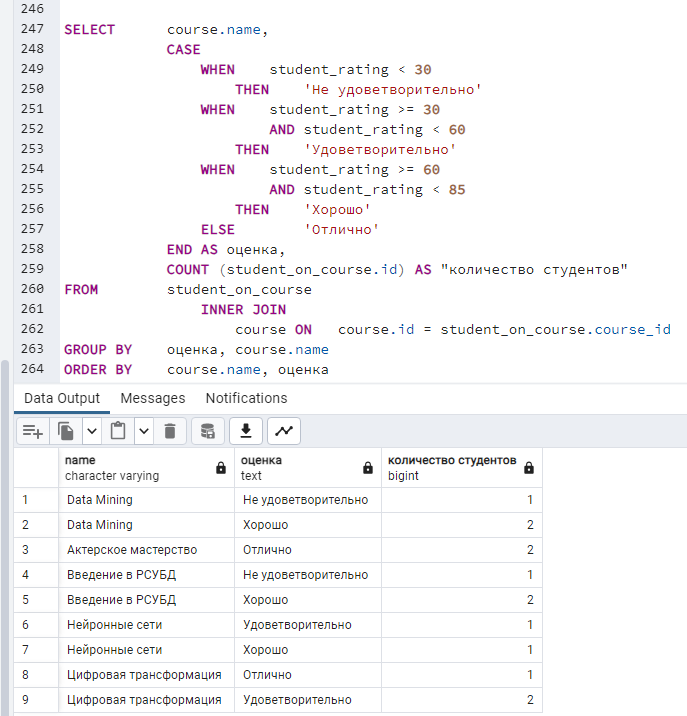 246
247 SELECT course.name,
248 CASE
249 WHEN student_rating < 30
250 THEN 'Не удоветворительно'
251 WHEN student_rating >= 30
252 AND student_rating < 60
253 THEN 'Удоветворительно'
254 WHEN student_rating >= 60
255 AND student_rating < 85
256 THEN 'Хорошо'
257 ELSE 'Отлично'
258 END AS оценка,
259 COUNT (student_on_course.id) AS "количество студентов"
260 FROM student_on_course
261 INNER JOIN
262 course ON course.id = student_on_course.course_id
263 GROUP BY оценка, course.name
264 ORDER BY course.name, оценка
Data Output Messages Notifications
name оценка количество студентов
character varying text bigint
1 Data Mining Не удоветворительно 1
2 Data Mining Хорошо 2
3 Актерское мастерство Отлично 2
4 Введение в РСУБД Не удоветворительно 1
5 Введение в РСУБД Хорошо 2
6 Нейронные сети Удоветворительно 1
7 Нейронные сети Хорошо 1
8 Цифровая трансформация Отлично 1
9 Цифровая трансформация Удоветворительно 2